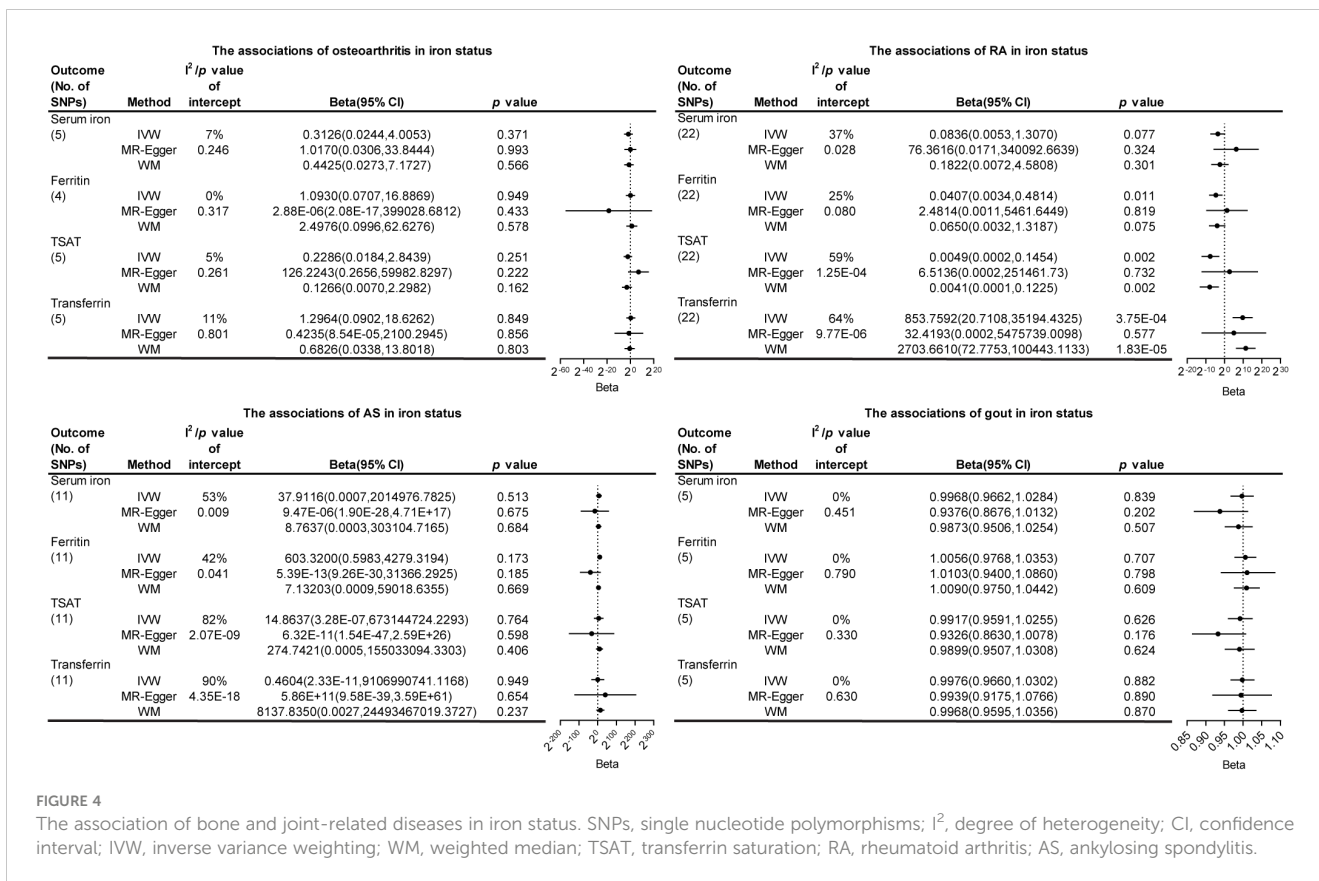 The associations of osteoarthritis in iron status
Outcome (No. of SNPs) Method I²/p value of intercept Beta(95% CI) p value
Serum iron
(5) IVW 7% 0.3126(0.0244,4.0053) 0.371
MR-Egger 0.246 1.0170(0.0306,33.8444) 0.993
WM 0.4425(0.0273,7.1727) 0.566
Ferritin
(4) IVW 0% 1.0930(0.0707,16.8869) 0.949
MR-Egger 0.317 2.88E-06(2.08E-17,399028.6812) 0.433
WM 2.4976(0.0996,62.6276) 0.578
TSAT
(5) IVW 5% 0.2286(0.0184,2.8439) 0.251
MR-Egger 0.261 126.2243(0.2656,59982.8297) 0.222
WM 0.1266(0.0070,2.2982) 0.162
Transferrin
(5) IVW 11% 1.2964(0.0902,18.6262) 0.849
MR-Egger 0.801 0.4235(8.54E-05,2100.2945) 0.856
WM 0.6826(0.0338,13.8018) 0.803
2^-60 2^-40 2^-20 2^0 2^20
Beta
The associations of RA in iron status
Outcome (No. of SNPs) Method I²/p value of intercept Beta(95% CI) p value
Serum iron
(22) IVW 37% 0.0836(0.0053,1.3070) 0.077
MR-Egger 0.028 76.3616(0.0171,340092.6639) 0.324
WM 0.1822(0.0072,4.5808) 0.301
Ferritin
(22) IVW 25% 0.0407(0.0034,0.4814) 0.011
MR-Egger 0.080 2.4814(0.0011,5461.6449) 0.819
WM 0.0650(0.0032,1.3187) 0.075
TSAT
(22) IVW 59% 0.0049(0.0002,0.1454) 0.002
MR-Egger 1.25E-04 6.5136(0.0002,251461.73) 0.732
WM 0.0041(0.0001,0.1225) 0.002
Transferrin
(22) IVW 64% 853.7592(20.7108,35194.4325) 3.75E-04
MR-Egger 9.77E-06 32.4193(0.0002,5475739.0098) 0.577
WM 2703.6610(72.7753,100443.1133) 1.83E-05
2^-20 2^-10 2^0 2^10 2^20 2^30
Beta
The associations of AS in iron status
Outcome (No. of SNPs) Method I²/p value of intercept Beta(95% CI) p value
Serum iron
(11) IVW 53% 37.9116(0.0007,2014976.7825) 0.513
MR-Egger 0.009 9.47E-06(1.90E-28,4.71E+17) 0.675
WM 8.7637(0.0003,303104.7165) 0.684
Ferritin
(11) IVW 42% 603.3200(0.5983,4279.3194) 0.173
MR-Egger 0.041 5.39E-13(9.26E-30,31366.2925) 0.185
WM 7.13203(0.0009,59018.6355) 0.669
TSAT
(11) IVW 82% 14.8637(3.28E-07,673144724.2293) 0.764
MR-Egger 2.07E-09 6.32E-11(1.54E-47,2.59E+26) 0.598
WM 274.7421(0.0005,155033094.3303) 0.406
Transferrin
(11) IVW 90% 0.4604(2.33E-11,9106990741.1168) 0.949
MR-Egger 4.35E-18 5.86E+11(9.58E-39,3.59E+61) 0.654
WM 8137.8350(0.0027,24493467019.3727) 0.237
2^-200 2^-100 2^0 2^100 2^200 2^300
Beta
The associations of gout in iron status
Outcome (No. of SNPs) Method I²/p value of intercept Beta(95% CI) p value
Serum iron
(5) IVW 0% 0.9968(0.9662,1.0284) 0.839
MR-Egger 0.451 0.9376(0.8676,1.0132) 0.202
WM 0.9873(0.9506,1.0254) 0.507
Ferritin
(5) IVW 0% 1.0056(0.9768,1.0353) 0.707
MR-Egger 0.790 1.0103(0.9400,1.0860) 0.798
WM 1.0090(0.9750,1.0442) 0.609
TSAT
(5) IVW 0% 0.9917(0.9591,1.0255) 0.626
MR-Egger 0.330 0.9326(0.8630,1.0078) 0.176
WM 0.9899(0.9507,1.0308) 0.624
Transferrin
(5) IVW 0% 0.9976(0.9660,1.0302) 0.882
MR-Egger 0.630 0.9939(0.9175,1.0766) 0.890
WM 0.9968(0.9595,1.0356) 0.870
0.85 0.90 0.95 1.00 1.05 1.10
Beta
FIGURE 4
The association of bone and joint-related diseases in iron status. SNPs, single nucleotide polymorphisms; I², degree of heterogeneity; CI, confidence
interval; IVW, inverse variance weighting; WM, weighted median; TSAT, transferrin saturation; RA, rheumatoid arthritis; AS, ankylosing spondylitis.